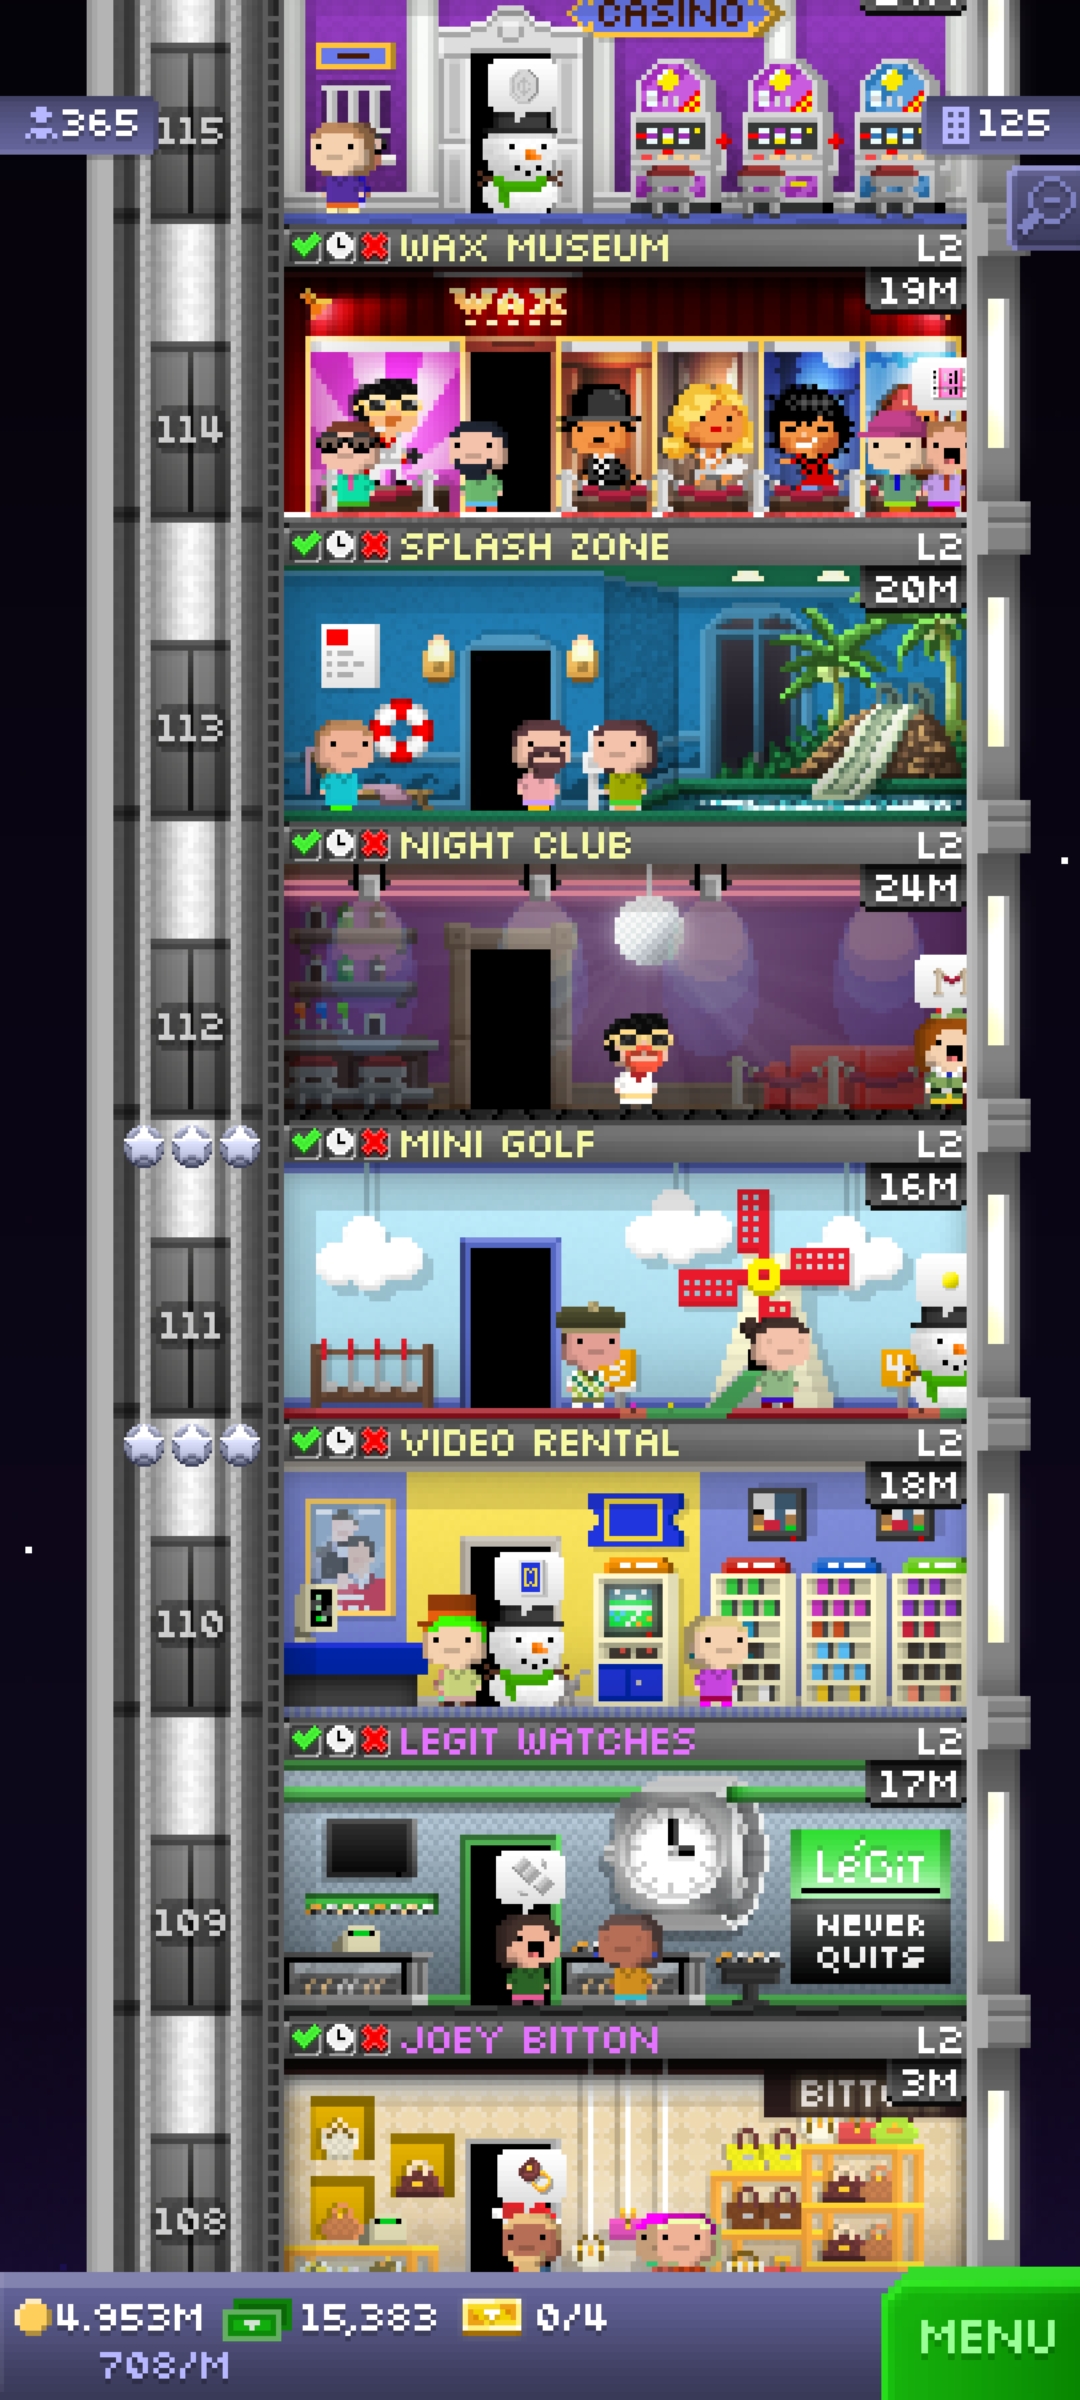 CASINO
365
115
125
WAX MUSEUM L2
19M
WAX
114
SPLASH ZONE L2
20M
113
NIGHT CLUB L2
24M
112
MINI GOLF L2
16M
4
111
VIDEO RENTAL L2
18M
110
LEGIT WATCHES L2
17M
LéGiT
NEVER
QUITS
109
JOEY BITTON L2
3M
BITT
108
4.953M 15,383 0/4
708/M
MENU